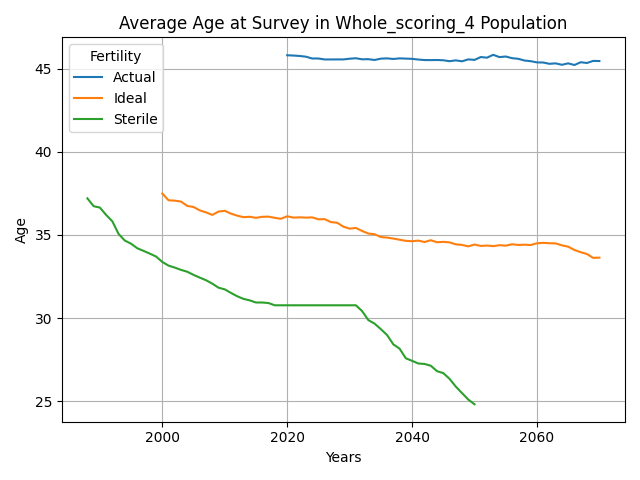 Average Age at Survey in Whole_scoring_4 Population
Fertility
Actual
Ideal
Sterile
45
40
35
30
25
Age
2000
2020
2040
2060
Years